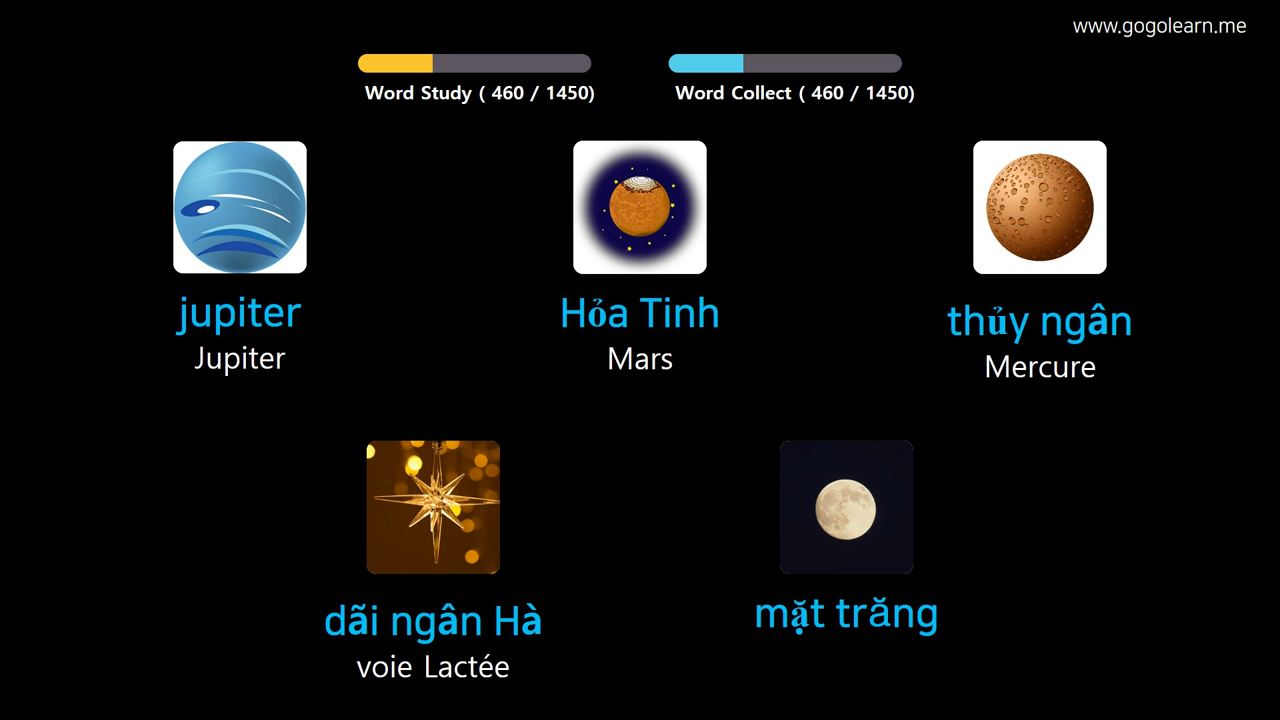 www.gogolearn.me
Word Study ( 460 / 1450)
Word Collect ( 460 / 1450)
jupiter
Jupiter
Hỏa Tinh
Mars
thủy ngân
Mercure
dãi ngân Hà
voie Lactée
mặt trăng